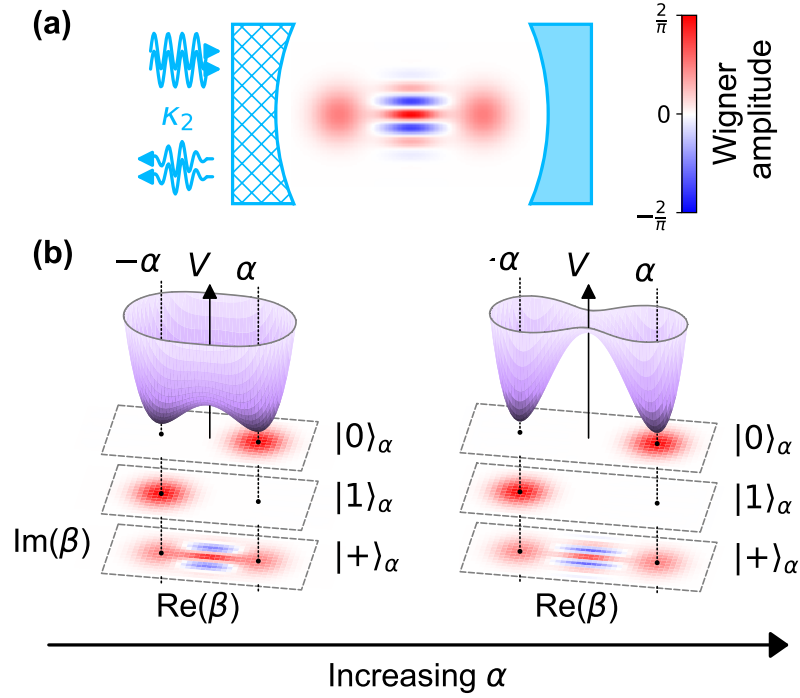 (a)
κ₂
2/π
0
−2/π
Wigner
amplitude
(b)
−α V α
-α V α
|0⟩α
|0⟩α
|1⟩α
|1⟩α
Im(β)
|+⟩α
|+⟩α
Re(β)
Re(β)
Increasing α